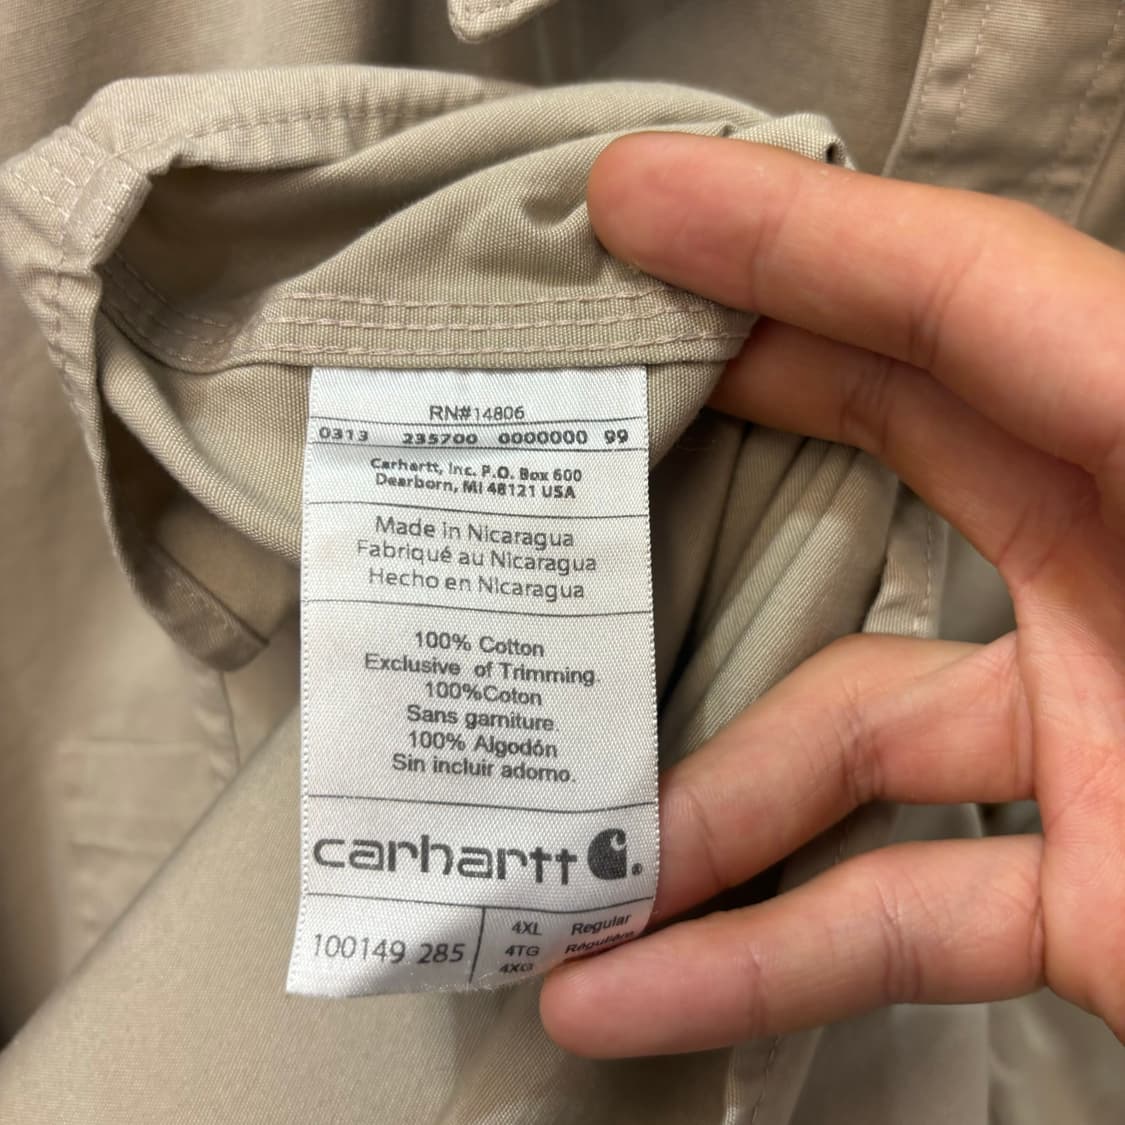 RN#14806
0313 235700 0000000 99
Carhartt, Inc. P.O. Box 600
Dearborn, MI 48121 USA
Made in Nicaragua
Fabriqué au Nicaragua
Hecho en Nicaragua
100% Cotton
Exclusive of Trimming
100%Coton
Sans garniture
100% Algodón
Sin incluir adorno.
carhartt
100149 285
4XL Regular
4TG Régulière
4XG